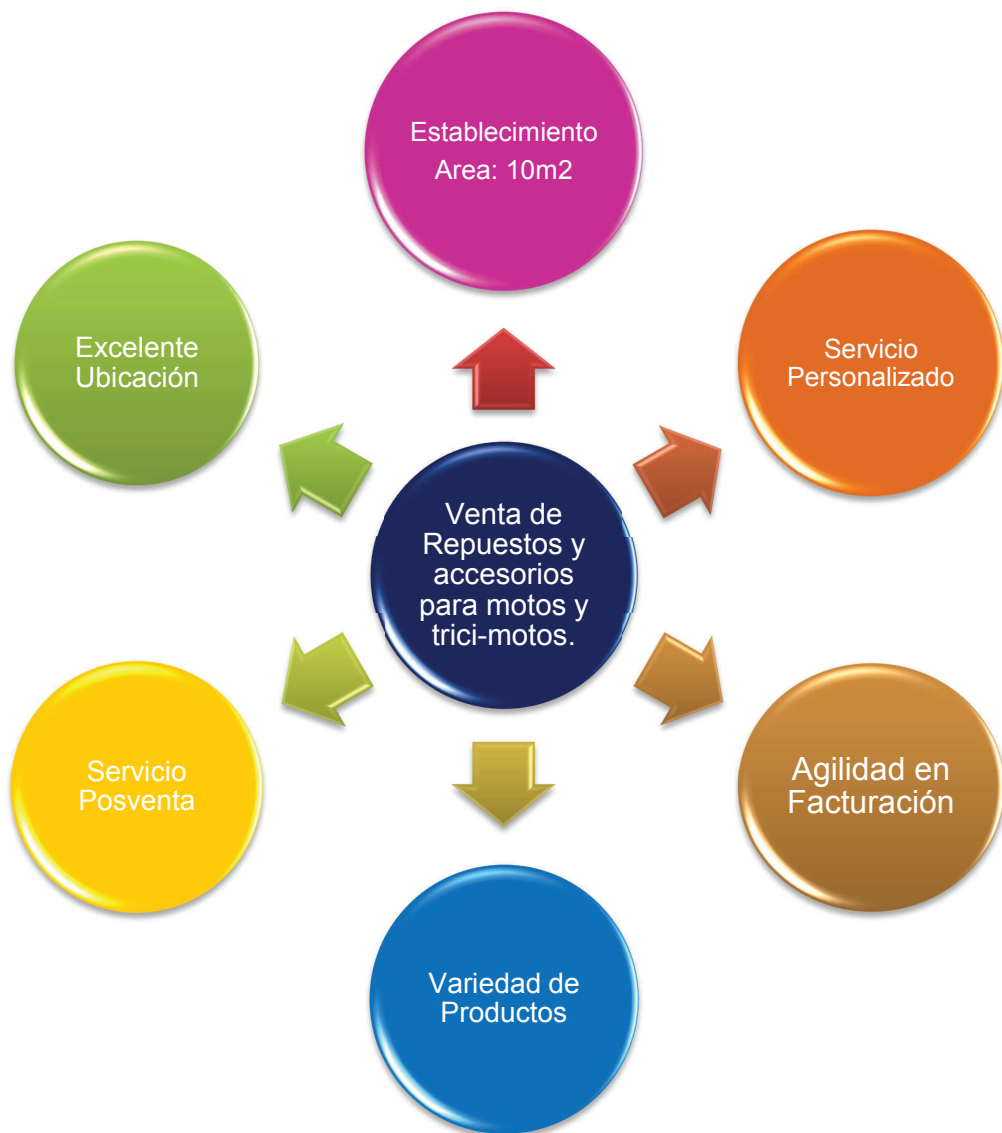 Establecimiento
Area: 10m2
Excelente
Ubicación
Servicio
Personalizado
Venta de
Repuestos y
accesorios
para motos y
trici-motos.
Servicio
Posventa
Agilidad en
Facturación
Variedad de
Productos